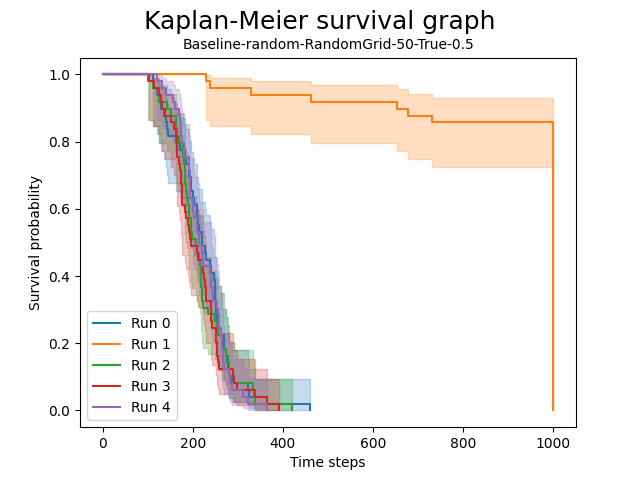 Kaplan-Meier survival graph
Baseline-random-RandomGrid-50-True-0.5
Survival probability
1.0
0.8
0.6
0.4
0.2
0.0
Run 0
Run 1
Run 2
Run 3
Run 4
0 200 400 600 800 1000
Time steps